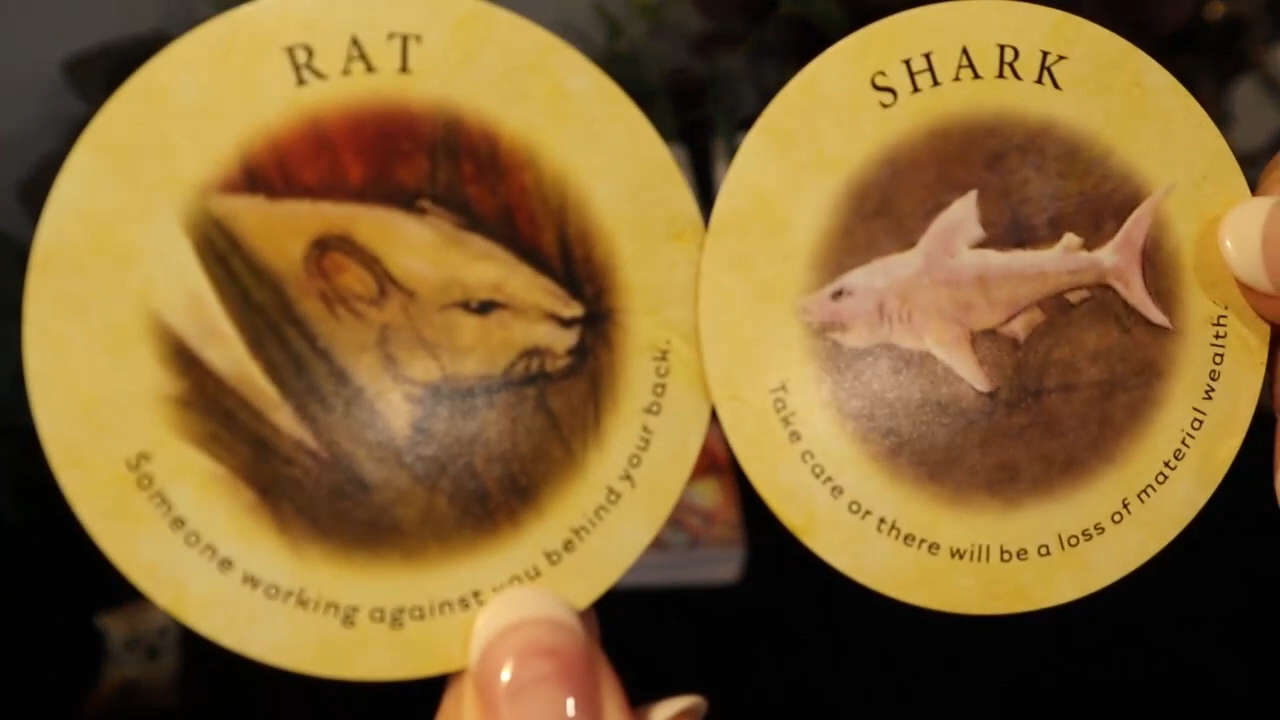 RAT
Someone working against you behind your back.
SHARK
Take care or there will be a loss of material wealth.